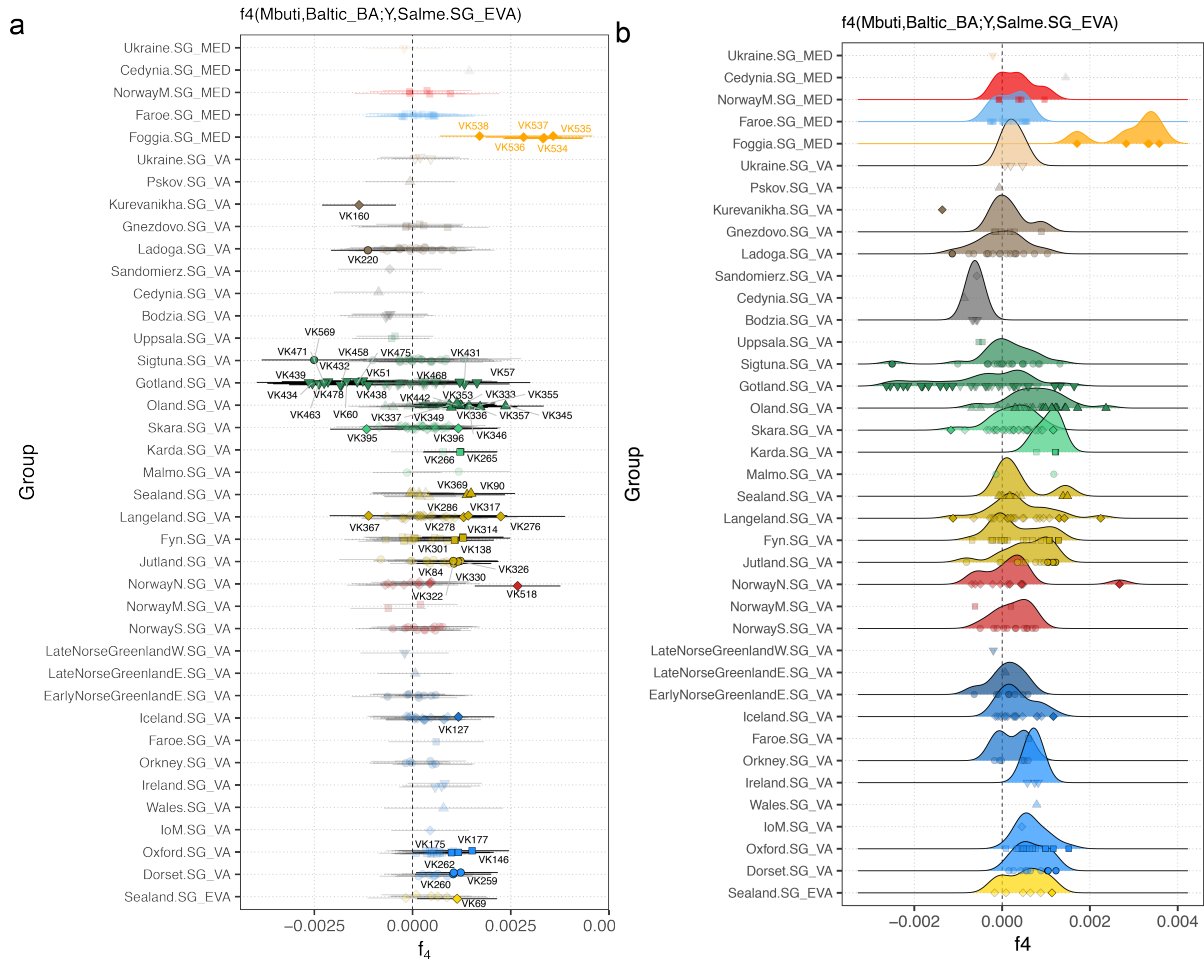 a
f4(Mbuti,Baltic_BA;Y,Salme.SG_EVA)
Group
Ukraine.SG_MED
Cedynia.SG_MED
NorwayM.SG_MED
Faroe.SG_MED
Foggia.SG_MED
VK538
VK537
VK535
VK536
VK534
Ukraine.SG_VA
Pskov.SG_VA
Kurevanikha.SG_VA
VK160
Gnezdovo.SG_VA
Ladoga.SG_VA
VK220
Sandomierz.SG_VA
Cedynia.SG_VA
Bodzia.SG_VA
Uppsala.SG_VA
VK569
Sigtuna.SG_VA
VK471
VK458
VK475
VK431
VK432
VK51
VK57
VK439
VK468
Gotland.SG_VA
VK434
VK478
VK438
VK353
VK333
VK355
VK442
Oland.SG_VA
VK463
VK60
VK337
VK349
VK336
VK357
VK345
Skara.SG_VA
VK395
VK396
VK346
Karda.SG_VA
VK266
VK265
Malmo.SG_VA
Sealand.SG_VA
VK369
VK90
Langeland.SG_VA
VK367
VK286
VK317
VK278
VK276
VK314
Fyn.SG_VA
VK301
VK138
Jutland.SG_VA
VK84
VK326
VK330
NorwayN.SG_VA
VK322
VK518
NorwayM.SG_VA
NorwayS.SG_VA
LateNorseGreenlandW.SG_VA
LateNorseGreenlandE.SG_VA
EarlyNorseGreenlandE.SG_VA
Iceland.SG_VA
VK127
Faroe.SG_VA
Orkney.SG_VA
Ireland.SG_VA
Wales.SG_VA
IoM.SG_VA
Oxford.SG_VA
VK175
VK177
VK146
Dorset.SG_VA
VK262
VK260
VK259
Sealand.SG_EVA
VK69
−0.0025
0.0000
0.0025
0.00
f4
b
f4(Mbuti,Baltic_BA;Y,Salme.SG_EVA)
Group
Ukraine.SG_MED
Cedynia.SG_MED
NorwayM.SG_MED
Faroe.SG_MED
Foggia.SG_MED
Ukraine.SG_VA
Pskov.SG_VA
Kurevanikha.SG_VA
Gnezdovo.SG_VA
Ladoga.SG_VA
Sandomierz.SG_VA
Cedynia.SG_VA
Bodzia.SG_VA
Uppsala.SG_VA
Sigtuna.SG_VA
Gotland.SG_VA
Oland.SG_VA
Skara.SG_VA
Karda.SG_VA
Malmo.SG_VA
Sealand.SG_VA
Langeland.SG_VA
Fyn.SG_VA
Jutland.SG_VA
NorwayN.SG_VA
NorwayM.SG_VA
NorwayS.SG_VA
LateNorseGreenlandW.SG_VA
LateNorseGreenlandE.SG_VA
EarlyNorseGreenlandE.SG_VA
Iceland.SG_VA
Faroe.SG_VA
Orkney.SG_VA
Ireland.SG_VA
Wales.SG_VA
IoM.SG_VA
Oxford.SG_VA
Dorset.SG_VA
Sealand.SG_EVA
−0.002
0.000
0.002
0.004
f4